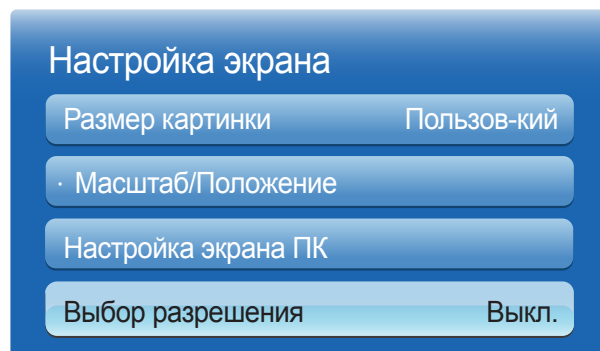 Настройка экрана
Размер картинки Пользов-кий
· Масштаб/Положение
Настройка экрана ПК
Выбор разрешения Выкл.